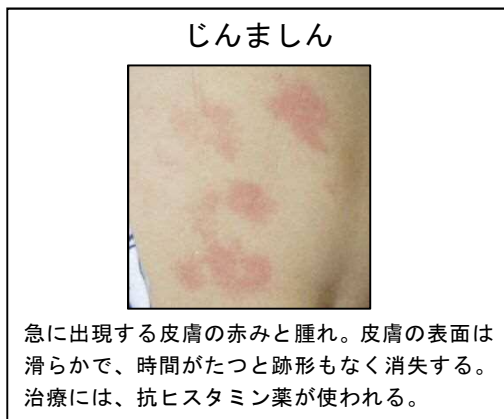 じんましん
急に出現する皮膚の赤みと腫れ。皮膚の表面は
滑らかで、時間がたつと跡形もなく消失する。
治療には、抗ヒスタミン薬が使われる。